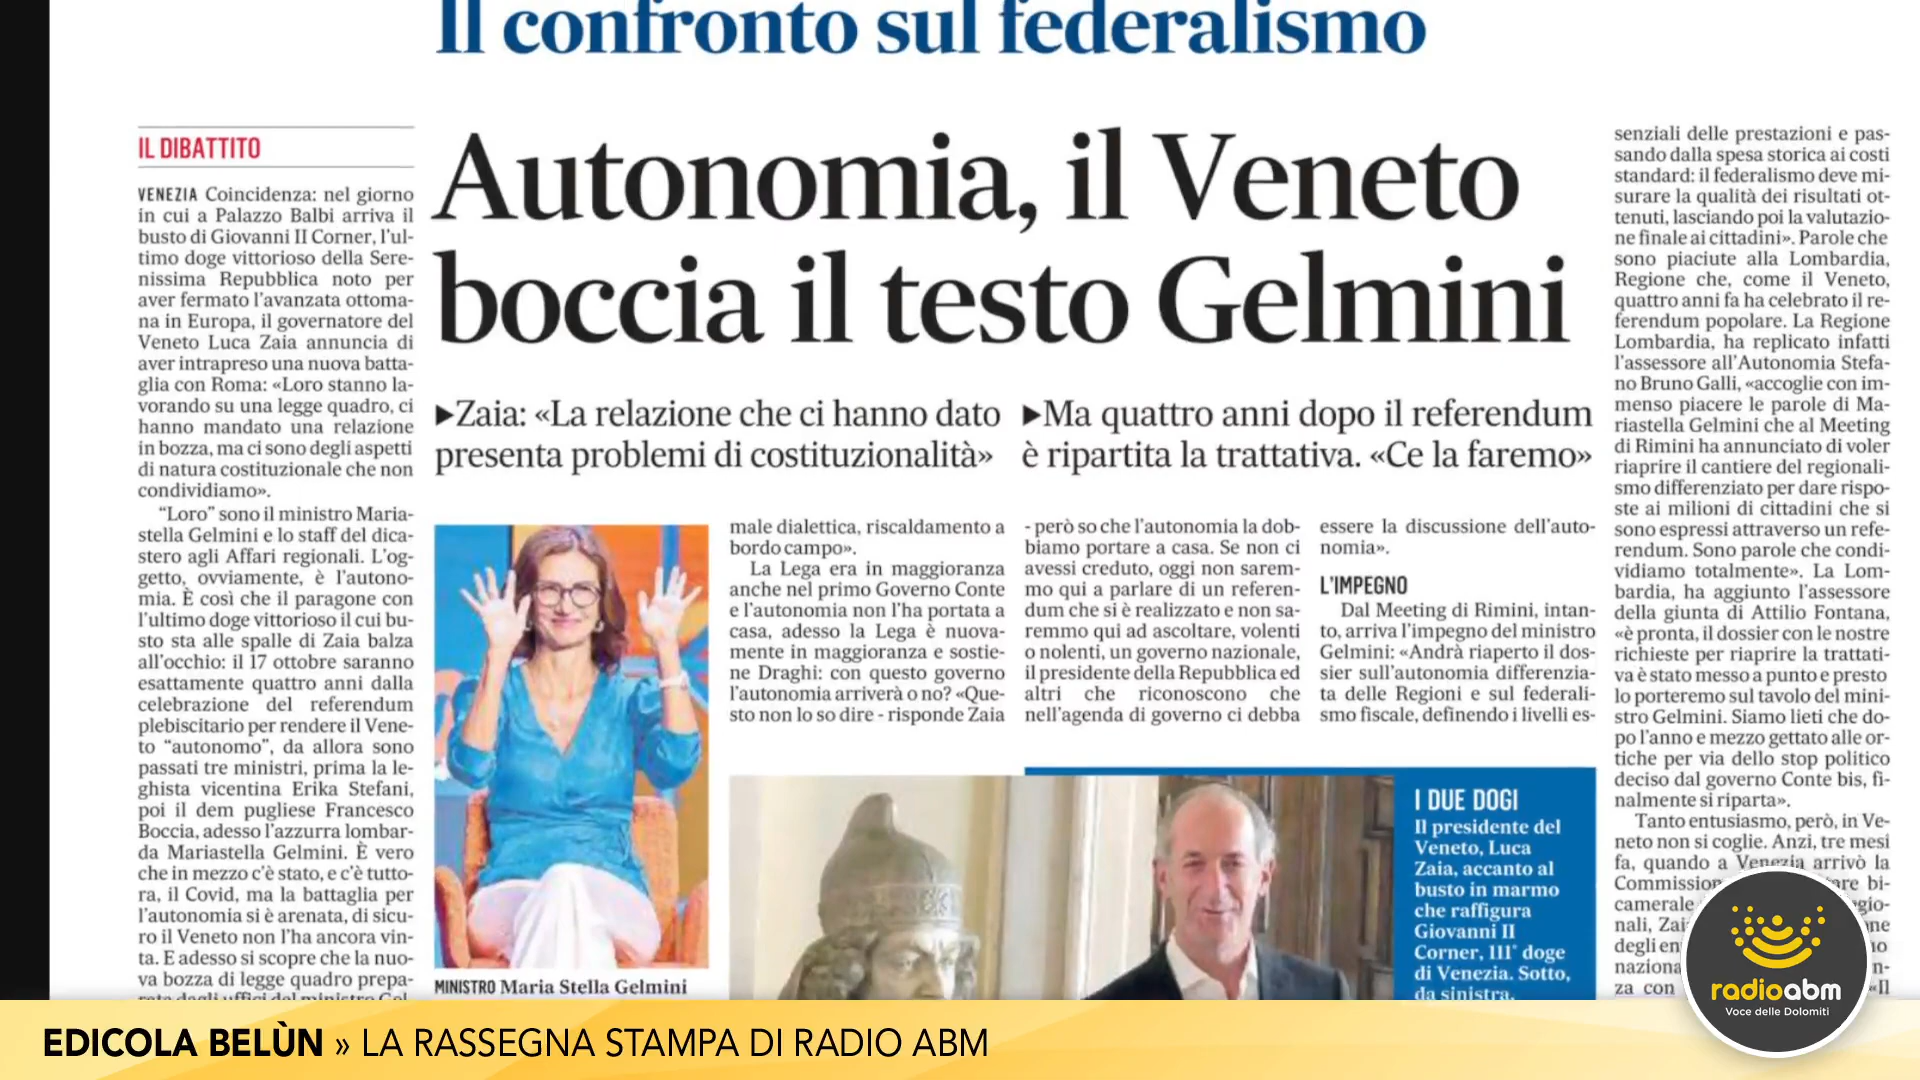 Il confronto sul federalismo
IL DIBATTITO
VENEZIA Coincidenza: nel giorno
in cui a Palazzo Balbi arriva il
busto di Giovanni II Corner, l'ul-
timo doge vittorioso della Sere-
nissima Repubblica noto per
aver fermato l'avanzata ottoma-
na in Europa, il governatore del
Veneto Luca Zaia annuncia di
aver intrapreso una nuova batta-
glia con Roma: «Loro stanno la-
vorando su una legge quadro, ci
hanno mandato una relazione
in bozza, ma ci sono degli aspetti
di natura costituzionale che non
condividiamo».
"Loro" sono il ministro Maria-
stella Gelmini e lo staff del dica-
stero agli Affari regionali. L'og-
getto, ovviamente, è l'autono-
mia. È così che il paragone con
l'ultimo doge vittorioso il cui bu-
sto sta alle spalle di Zaia balza
all'occhio: il 17 ottobre saranno
esattamente quattro anni dalla
celebrazione del referendum
plebiscitario per rendere il Vene-
to "autonomo", da allora sono
passati tre ministri, prima la le-
ghista vicentina Erika Stefani,
poi il dem pugliese Francesco
Boccia, adesso l'azzurra lombar-
da Mariastella Gelmini. È vero
che in mezzo c'è stato, e c'è tutto-
ra, il Covid, ma la battaglia per
l'autonomia si è arenata, di sicu-
ro il Veneto non l'ha ancora vin-
ta. E adesso si scopre che la nuo-
va bozza di legge quadro prepa-
rata dagli uffici del ministro Gel-
Autonomia, il Veneto
boccia il testo Gelmini
▶Zaia: «La relazione che ci hanno dato
presenta problemi di costituzionalità»
▶Ma quattro anni dopo il referendum
è ripartita la trattativa. «Ce la faremo»
MINISTRO Maria Stella Gelmini
male dialettica, riscaldamento a
bordo campo».
La Lega era in maggioranza
anche nel primo Governo Conte
e l'autonomia non l'ha portata a
casa, adesso la Lega è nuova-
mente in maggioranza e sostie-
ne Draghi: con questo governo
l'autonomia arriverà o no? «Que-
sto non lo so dire - risponde Zaia
- però so che l'autonomia la dob-
biamo portare a casa. Se non ci
avessi creduto, oggi non sarem-
mo qui a parlare di un referen-
dum che si è realizzato e non sa-
remmo qui ad ascoltare, volenti
o nolenti, un governo nazionale,
il presidente della Repubblica ed
altri che riconoscono che
nell'agenda di governo ci debba
essere la discussione dell'auto-
nomia».
L'IMPEGNO
Dal Meeting di Rimini, intan-
to, arriva l'impegno del ministro
Gelmini: «Andrà riaperto il dos-
sier sull'autonomia differenzia-
ta delle Regioni e sul federali-
smo fiscale, definendo i livelli es-
senziali delle prestazioni e pas-
sando dalla spesa storica ai costi
standard: il federalismo deve mi-
surare la qualità dei risultati ot-
tenuti, lasciando poi la valutazio-
ne finale ai cittadini». Parole che
sono piaciute alla Lombardia,
Regione che, come il Veneto,
quattro anni fa ha celebrato il re-
ferendum popolare. La Regione
Lombardia, ha replicato infatti
l'assessore all'Autonomia Stefa-
no Bruno Galli, «accoglie con im-
menso piacere le parole di Ma-
riastella Gelmini che al Meeting
di Rimini ha annunciato di voler
riaprire il cantiere del regionali-
smo differenziato per dare rispo-
ste ai milioni di cittadini che si
sono espressi attraverso un refe-
rendum. Sono parole che condi-
vidiamo totalmente». La Lom-
bardia, ha aggiunto l'assessore
della giunta di Attilio Fontana,
«è pronta, il dossier con le nostre
richieste per riaprire la trattati-
va è stato messo a punto e presto
lo porteremo sul tavolo del mini-
stro Gelmini. Siamo lieti che do-
po l'anno e mezzo gettato alle or-
tiche per via dello stop politico
deciso dal governo Conte bis, fi-
nalmente si riparta».
Tanto entusiasmo, però, in Ve-
neto non si coglie. Anzi, tre mesi
fa, quando a Venezia arrivò la
Commission bi-
camerale
nali, Zai
degli en
naziona
za con «Il
I DUE DOGI
Il presidente del
Veneto, Luca
Zaia, accanto al
busto in marmo
che raffigura
Giovanni II
Corner, 111° doge
di Venezia. Sotto,
da sinistra,
radioabm
Voce delle Dolomiti
EDICOLA BELÙN » LA RASSEGNA STAMPA DI RADIO ABM